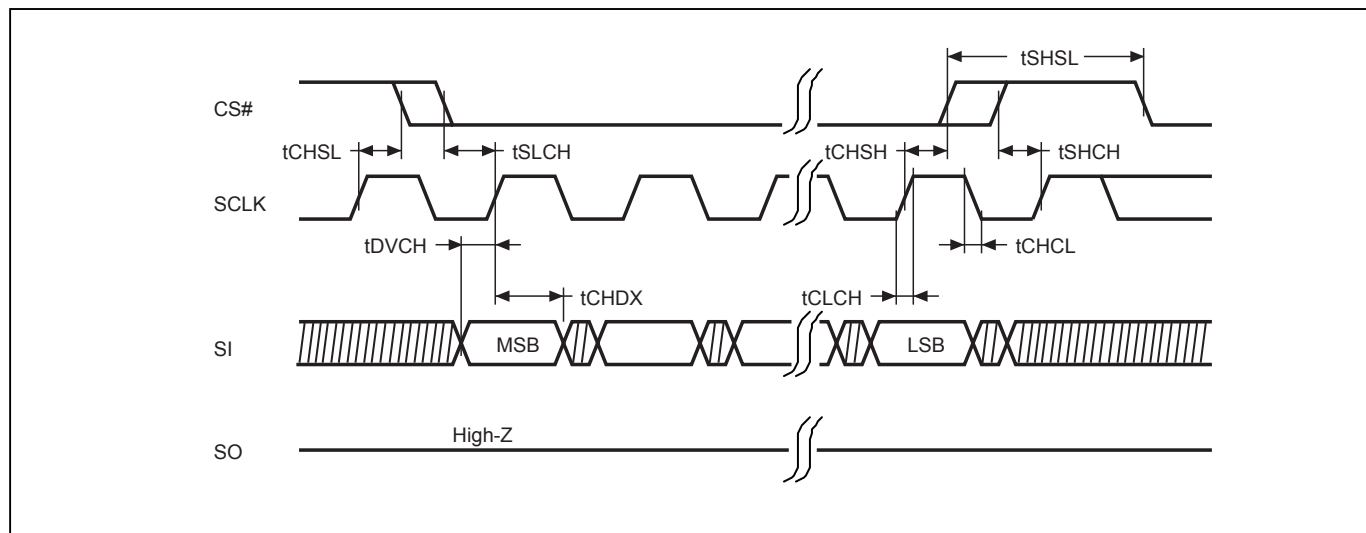 tSHSL
CS#
tCHSL tSLCH tCHSH tSHCH
SCLK
tDVCH tCHCL
tCHDX tCLCH
SI MSB LSB
High-Z
SO